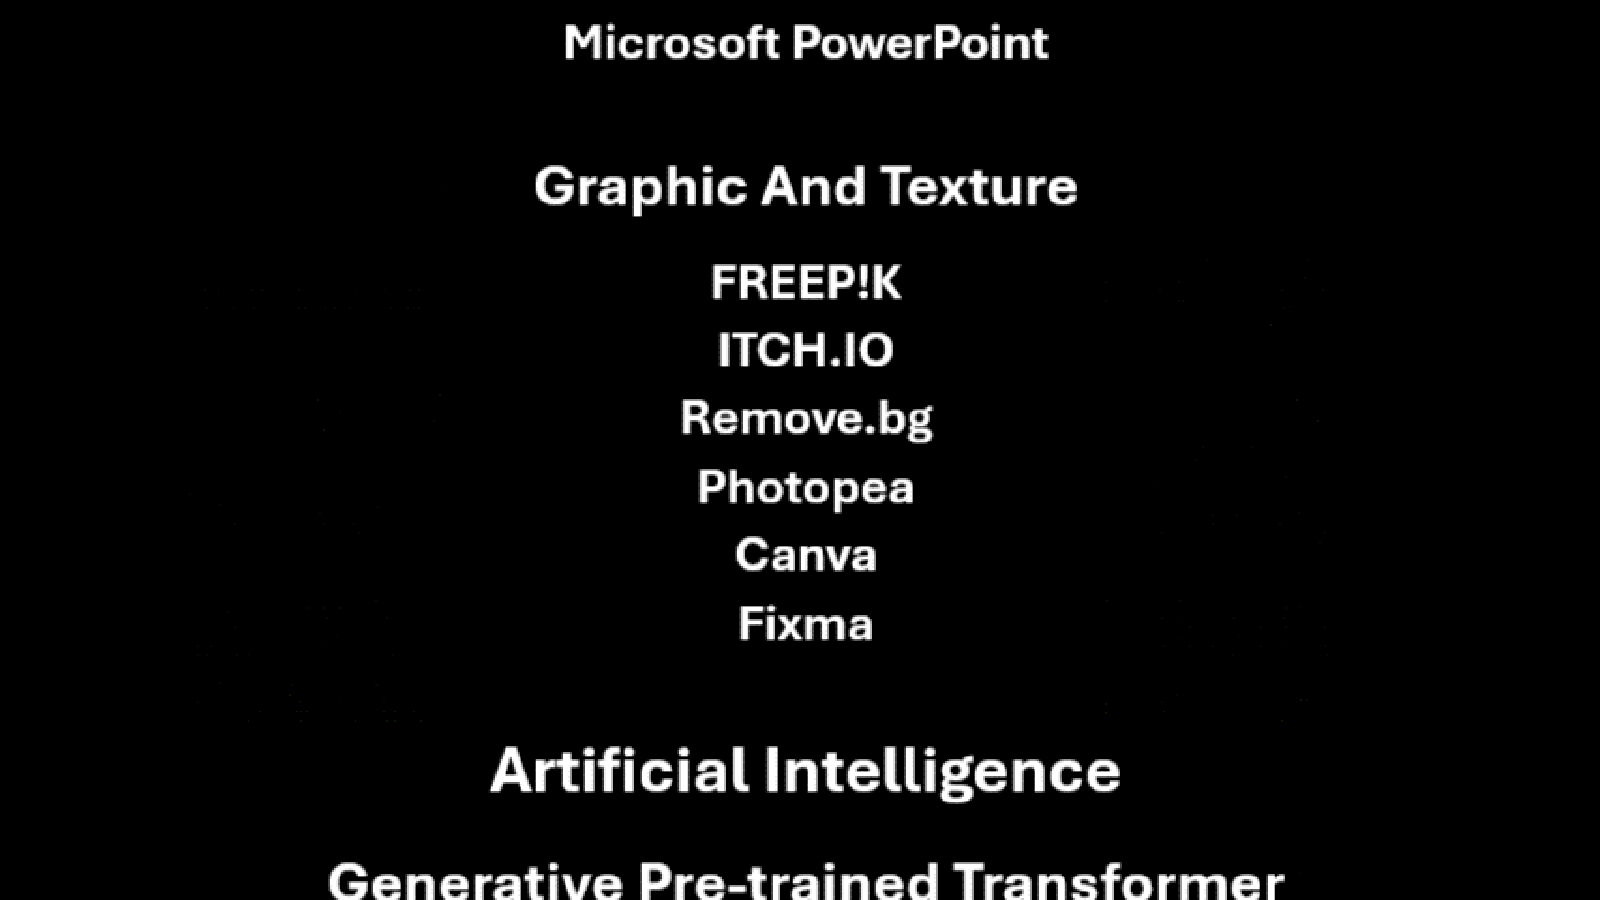 Microsoft PowerPoint
Graphic And Texture
FREEP!K
ITCH.IO
Remove.bg
Photopea
Canva
Fixma
Artificial Intelligence
Generative Pre-trained Transformer